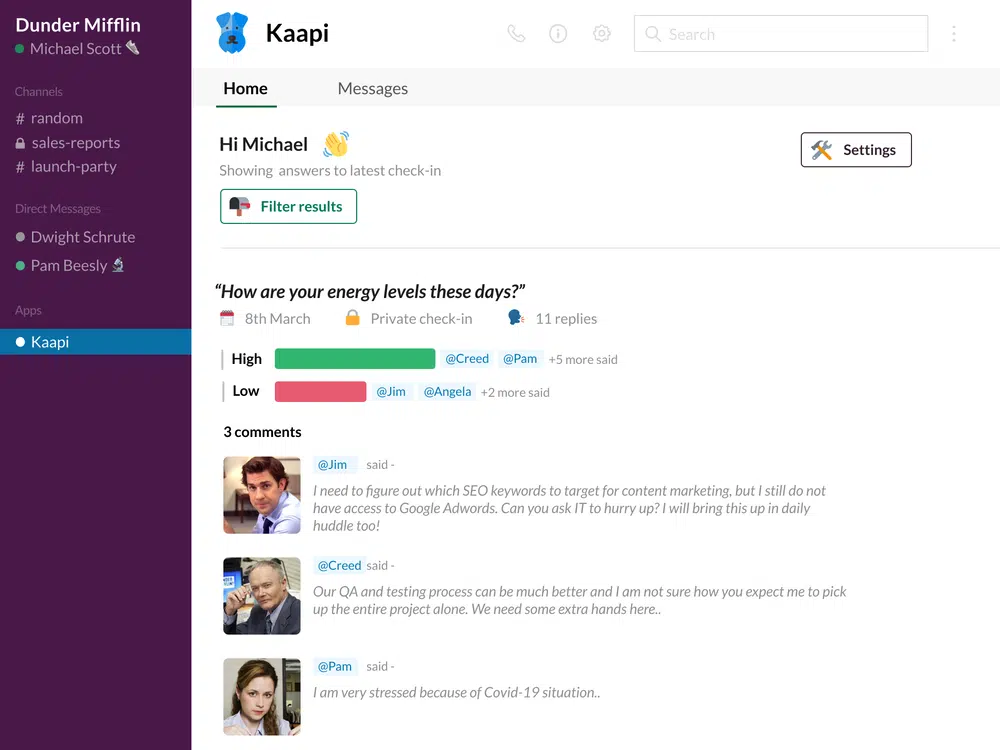 Dunder Mifflin
Michael Scott
Channels
# random
sales-reports
# launch-party
Direct Messages
Dwight Schrute
Pam Beesly
Apps
Kaapi
Kaapi
Search
Home
Messages
Hi Michael
Showing answers to latest check-in
Settings
Filter results
“How are your energy levels these days?”
8th March
Private check-in
11 replies
High @Creed @Pam +5 more said
Low @Jim @Angela +2 more said
3 comments
@Jim said -
I need to figure out which SEO keywords to target for content marketing, but I still do not
have access to Google Adwords. Can you ask IT to hurry up? I will bring this up in daily
huddle too!
@Creed said -
Our QA and testing process can be much better and I am not sure how you expect me to pick
up the entire project alone. We need some extra hands here..
@Pam said -
I am very stressed because of Covid-19 situation..